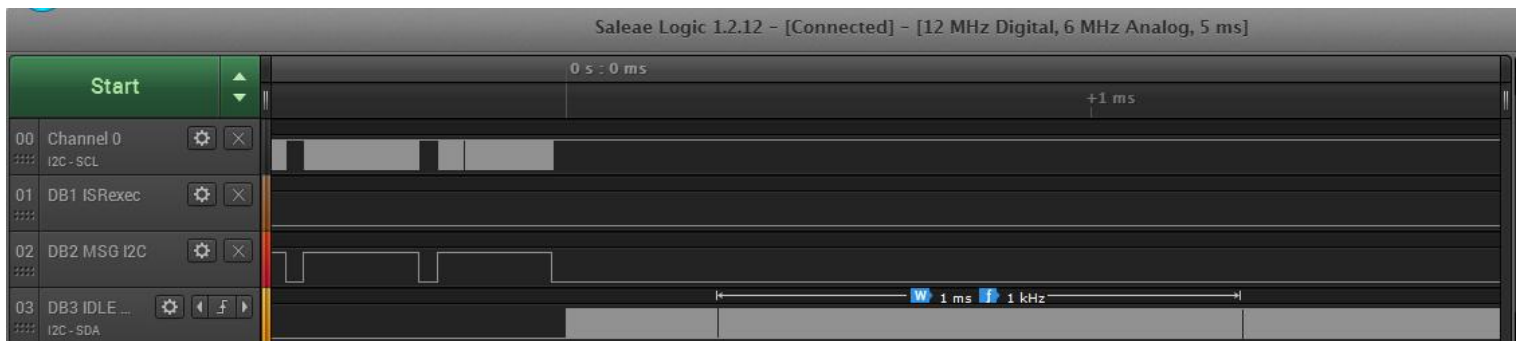 Saleae Logic 1.2.12 - [Connected] - [12 MHz Digital, 6 MHz Analog, 5 ms]
Start
0 s : 0 ms
+1 ms
00 Channel 0
I2C - SCL
01 DB1 ISRexec
02 DB2 MSG I2C
03 DB3 IDLE ...
I2C - SDA
W 1 ms f 1 kHz